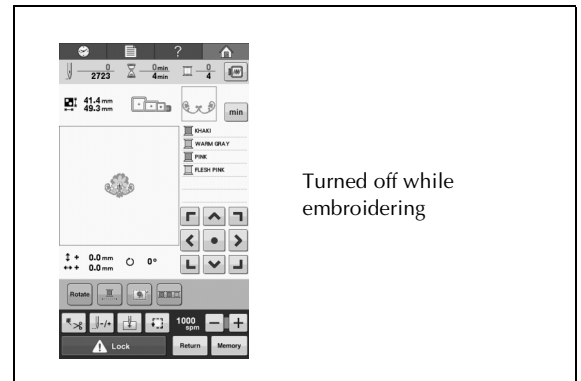 ?
0
2723
0min
4min
0
4
41.4mm
49.3mm
min
KHAKI
WARM GRAY
PINK
FLESH PINK
Turned off while
embroidering
+ 0.0mm
+ 0.0mm
0°
Rotate
-/+
1000
spm
- +
Lock
Return
Memory